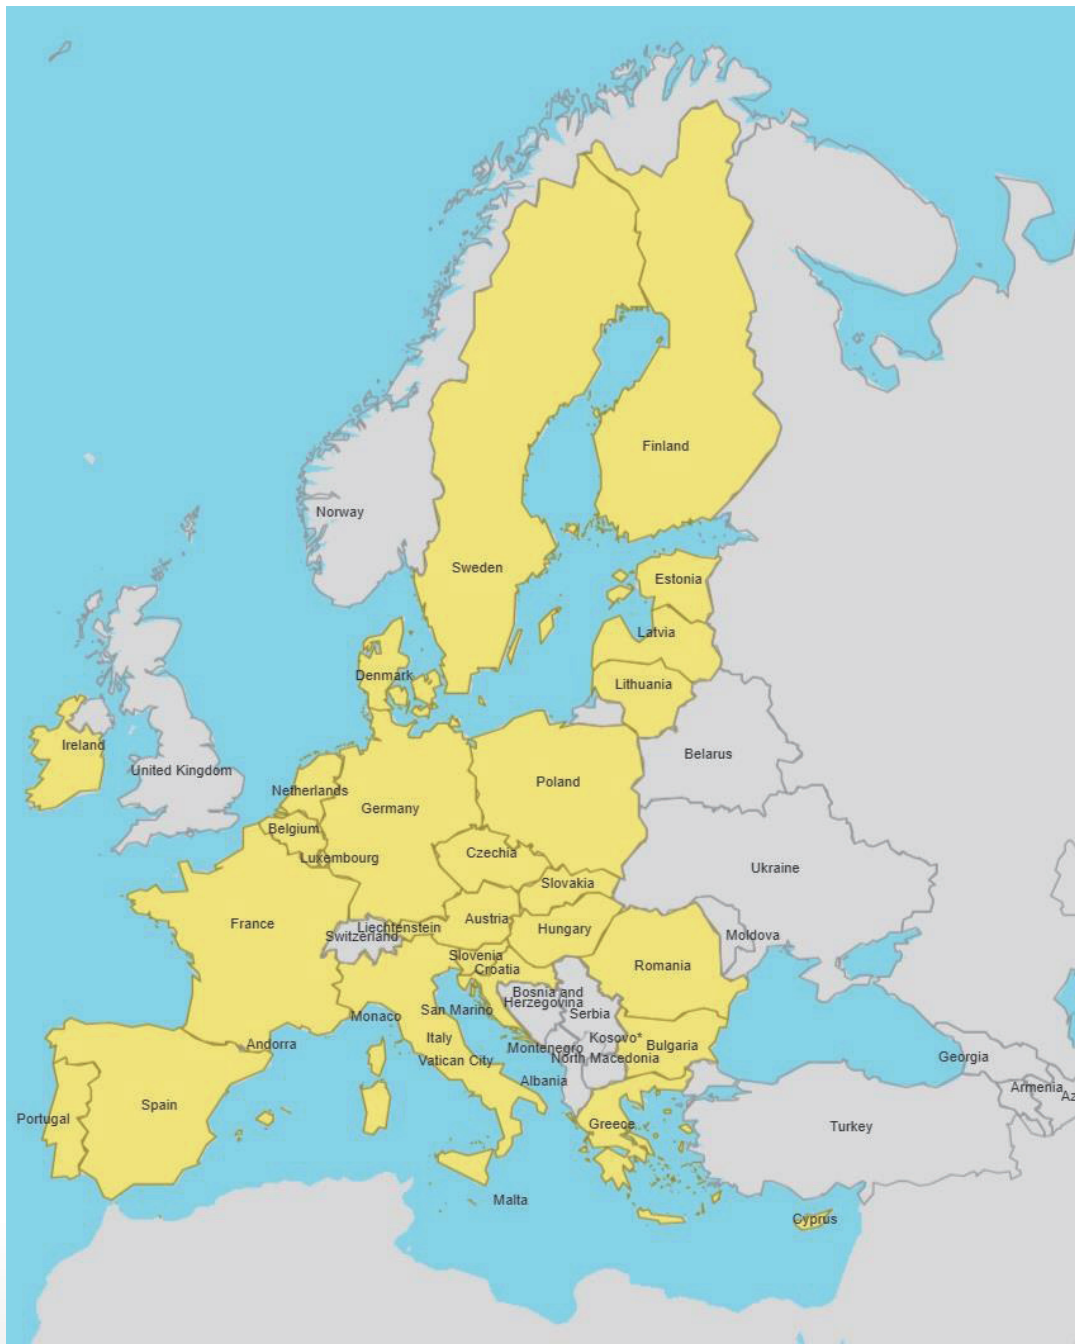 Finland
Norway
Sweden
Estonia
Latvia
Denmark
Lithuania
Ireland
Belarus
United Kingdom
Netherlands
Poland
Germany
Belgium
Czechia
Luxembourg
Ukraine
Slovakia
France
Austria
Liechtenstein
Hungary
Switzerland
Moldova
Slovenia
Romania
Croatia
Bosnia and
Herzegovina
San Marino
Serbia
Monaco
Italy
Kosovo*
Andorra
Montenegro
Bulgaria
Vatican City
North Macedonia
Georgia
Albania
Armenia
Az
Spain
Portugal
Greece
Turkey
Malta
Cyprus